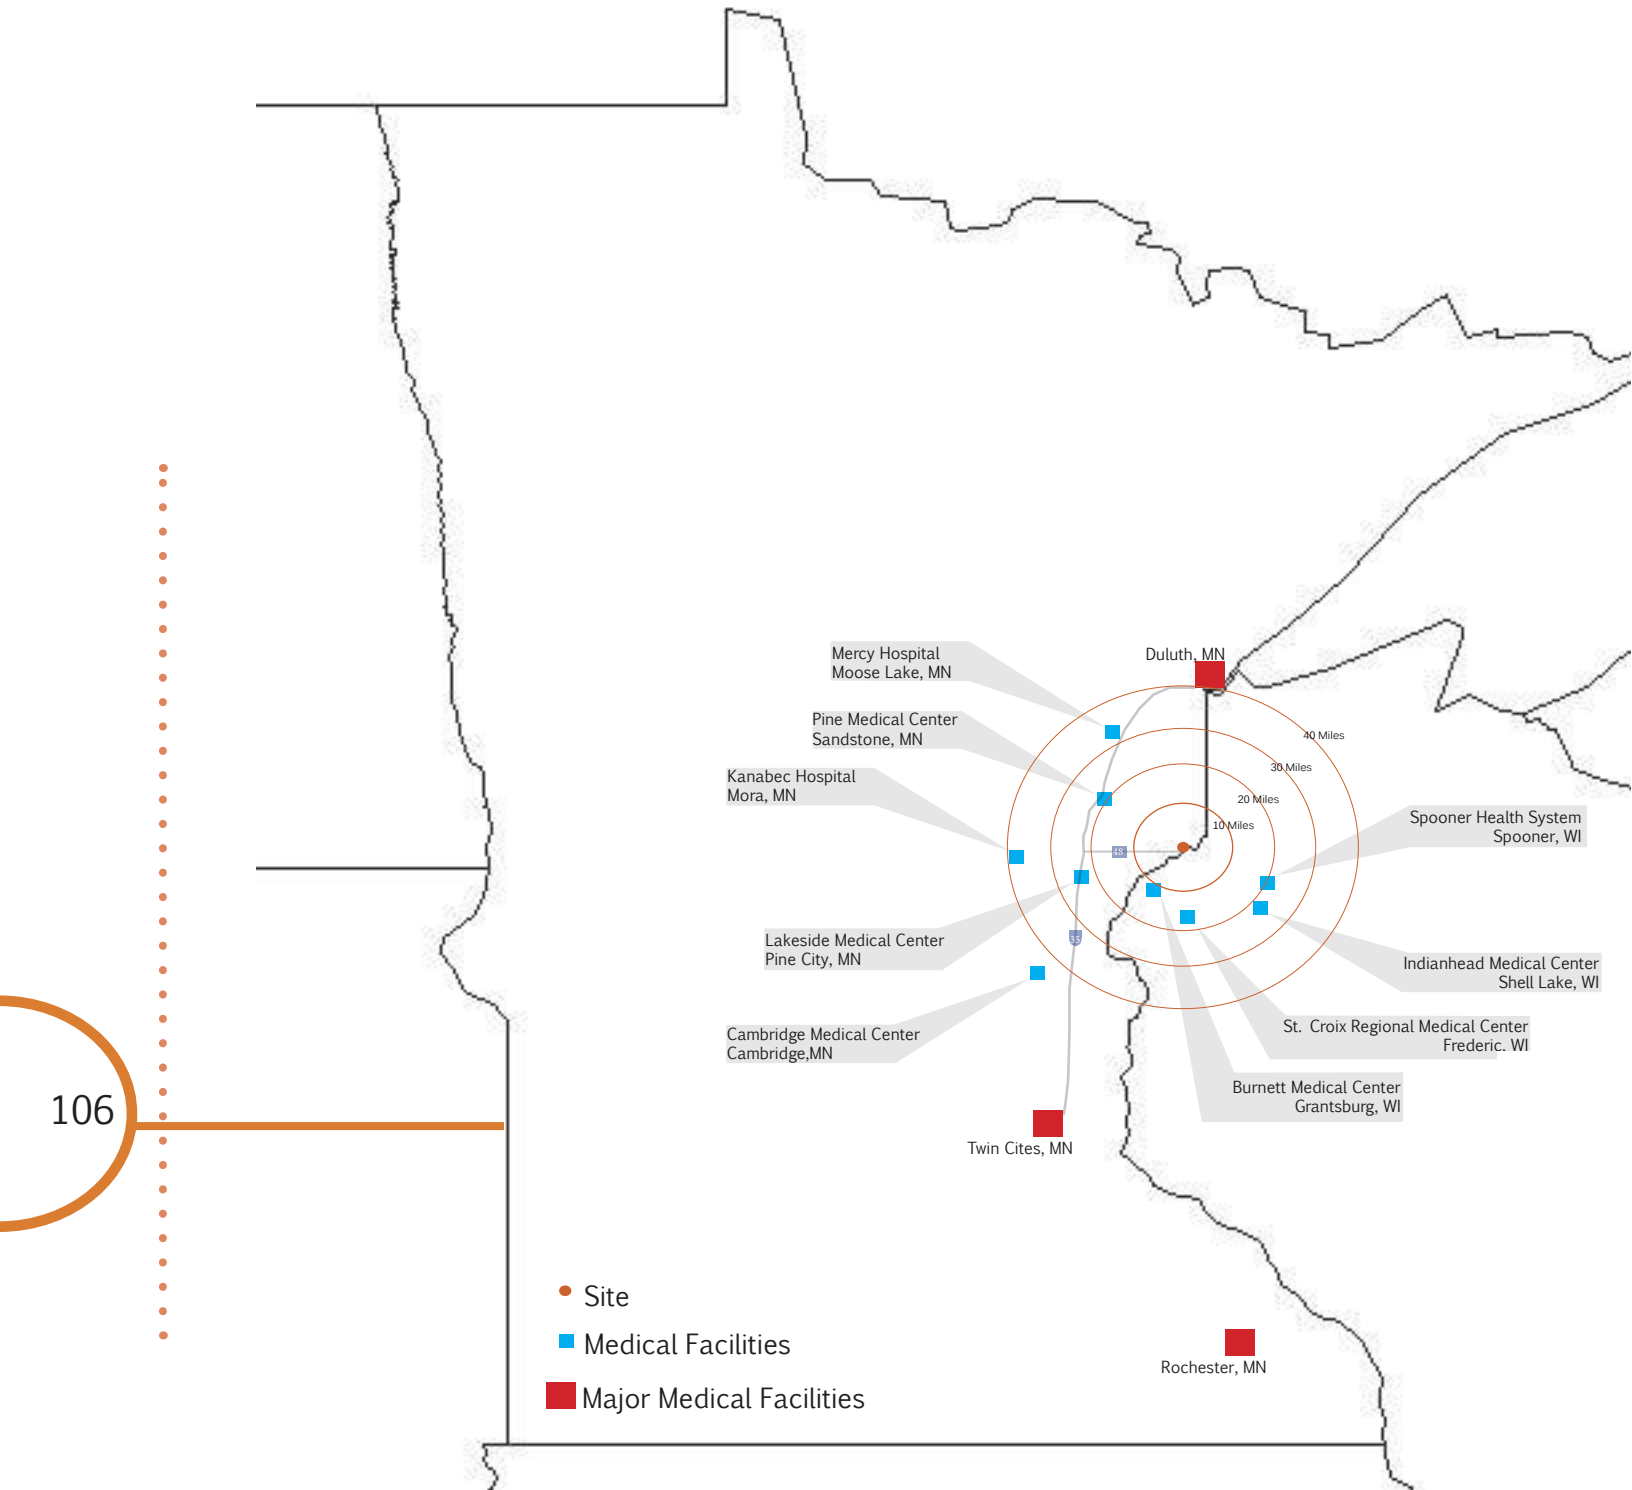 Duluth, MN
Mercy Hospital
Moose Lake, MN
Pine Medical Center
Sandstone, MN
Kanabec Hospital
Mora, MN
40 Miles
30 Miles
20 Miles
10 Miles
48
35
Spooner Health System
Spooner, WI
Lakeside Medical Center
Pine City, MN
Indianhead Medical Center
Shell Lake, WI
Cambridge Medical Center
Cambridge,MN
St. Croix Regional Medical Center
Frederic. WI
Burnett Medical Center
Grantsburg, WI
106
Twin Cites, MN
Site
Medical Facilities
Major Medical Facilities
Rochester, MN